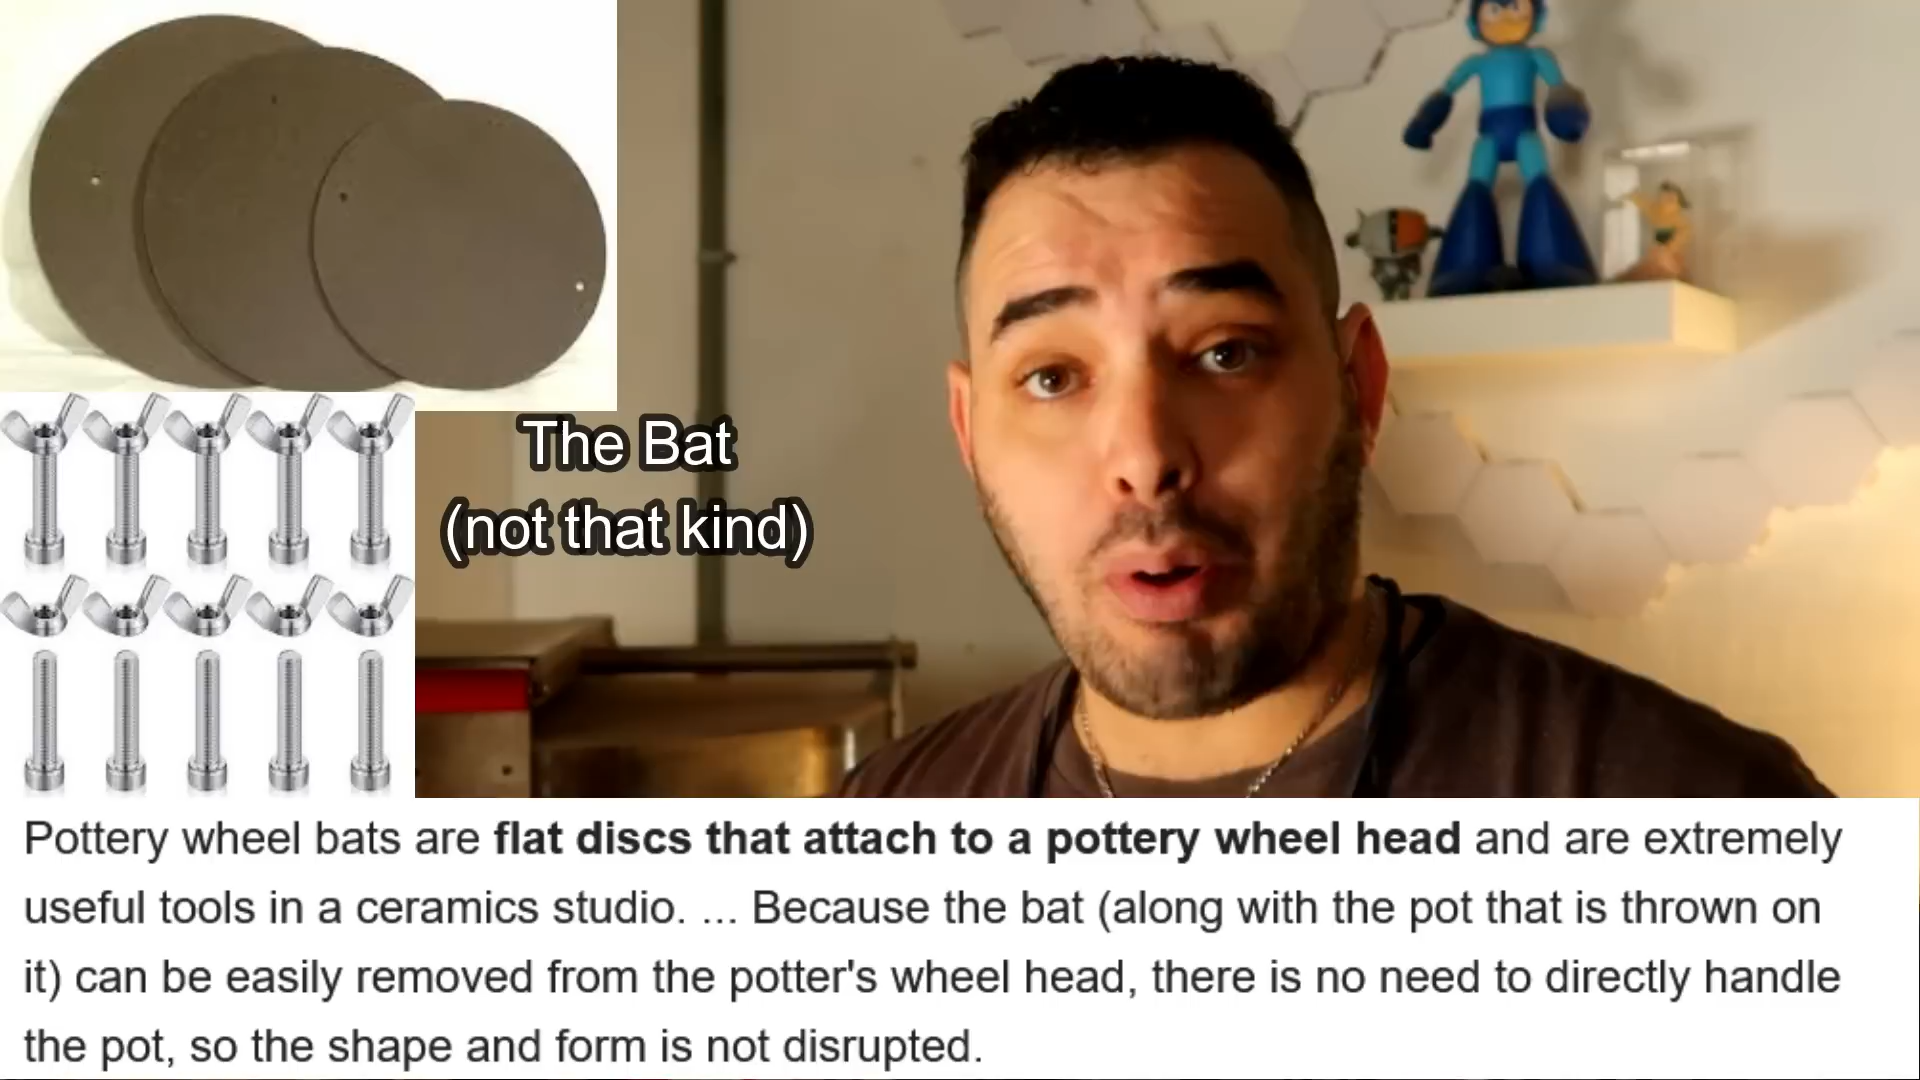 The Bat
(not that kind)
Pottery wheel bats are flat discs that attach to a pottery wheel head and are extremely
useful tools in a ceramics studio. ... Because the bat (along with the pot that is thrown on
it) can be easily removed from the potter's wheel head, there is no need to directly handle
the pot, so the shape and form is not disrupted.